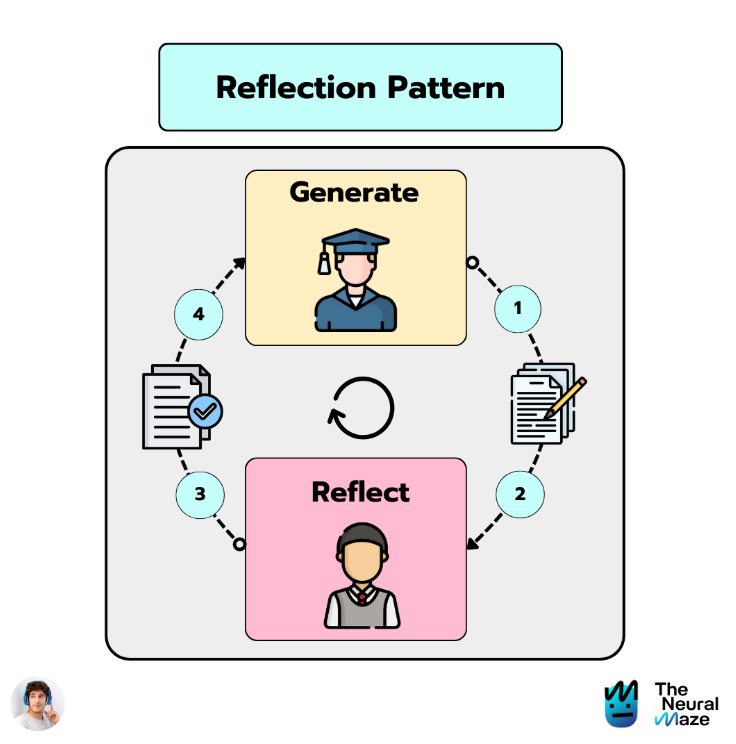 Reflection Pattern
Generate
4
1
3
2
Reflect
The
Neural
Maze